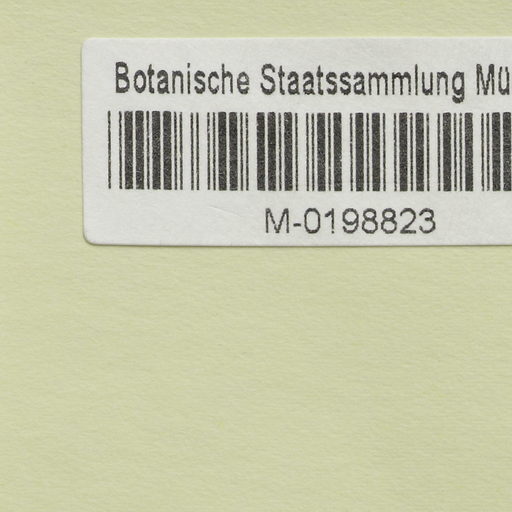 Botanische Staatssammlung Mü
M-0198823